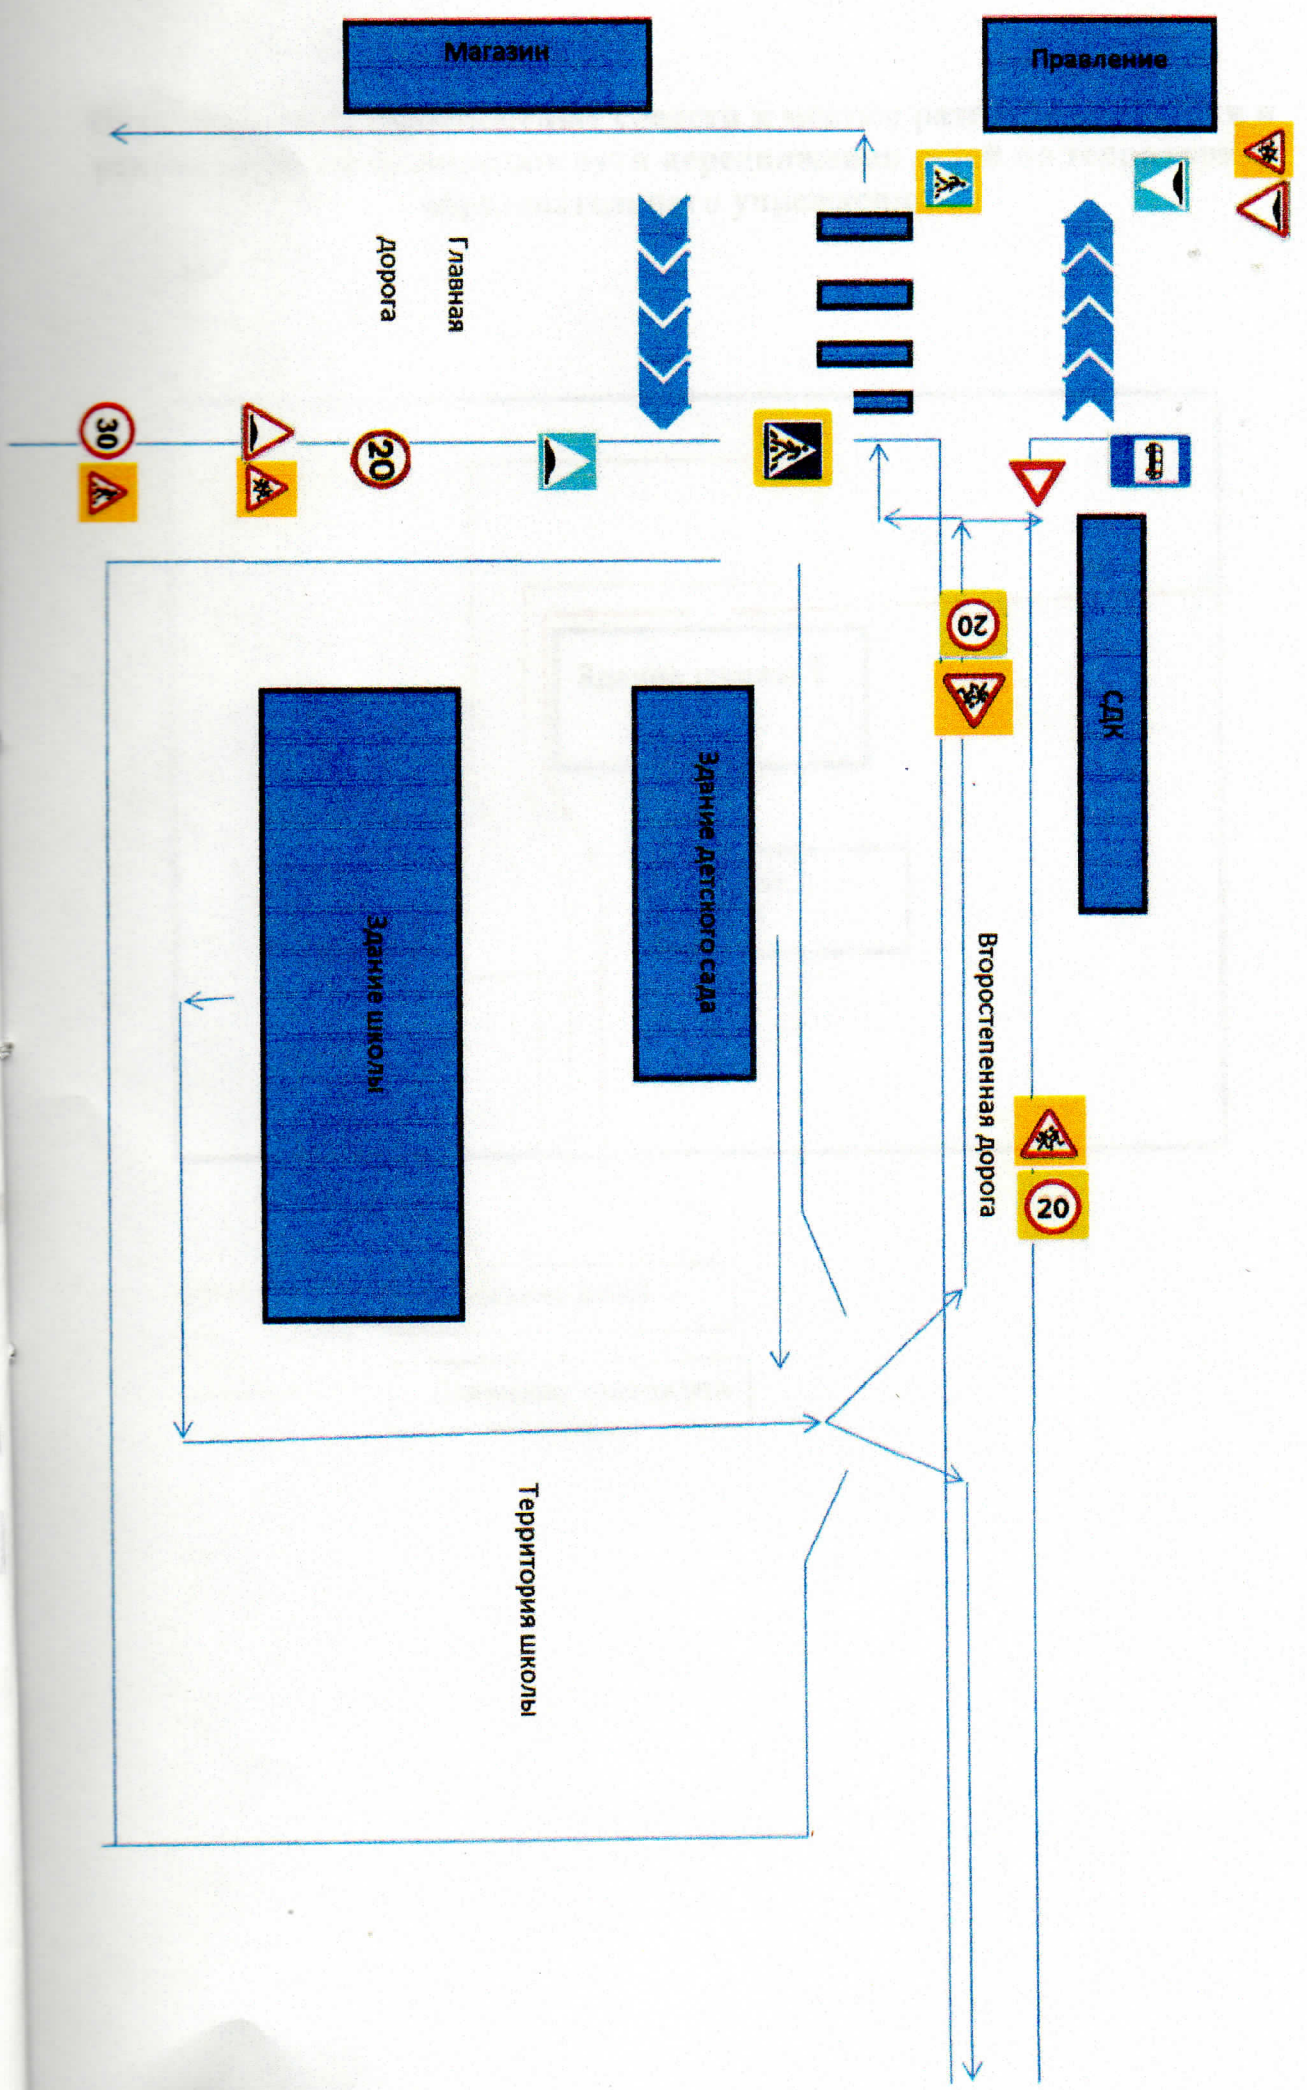 Магазин
Правление
Главная
дорога
30
20
20
СДК
Здание детского сада
Здание школы
Второстепенная дорога
20
Территория школы